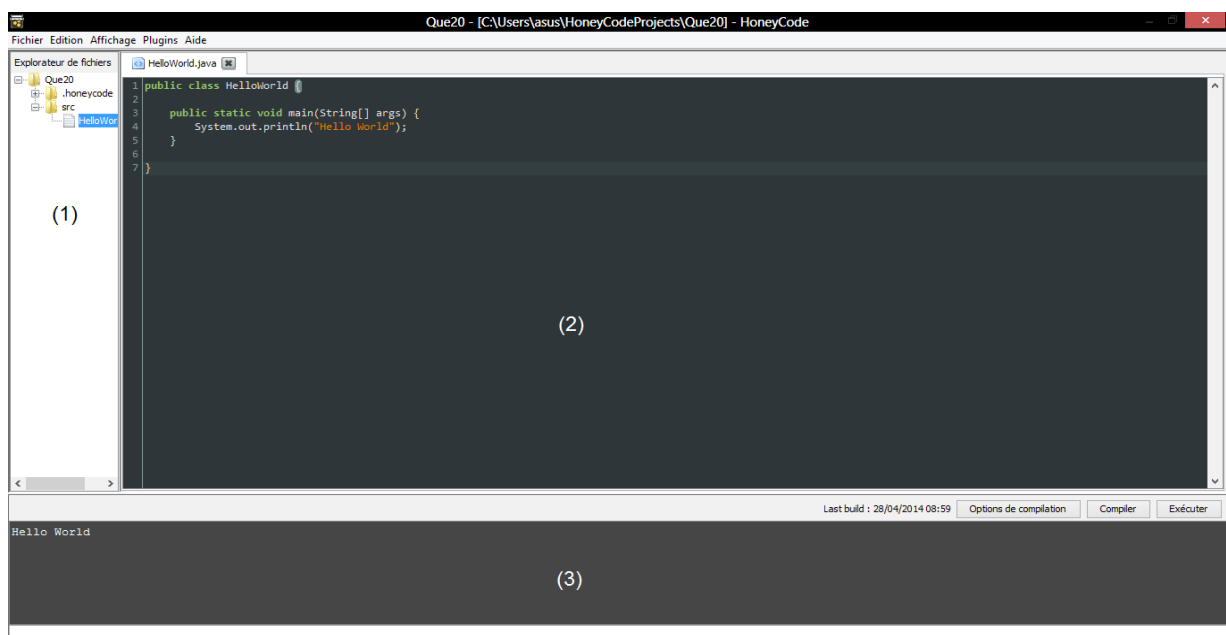 Que20 - [C:\Users\asus\HoneyCodeProjects\Que20] - HoneyCode
Fichier Edition Affichage Plugins Aide
Explorateur de fichiers
Que20
.honeycode
src
HelloWor
(1)
HelloWorld.java
1 public class HelloWorld {
2
3 public static void main(String[] args) {
4 System.out.println("Hello World");
5 }
6
7 }
(2)
Last build : 28/04/2014 08:59 Options de compilation Compiler Exécuter
Hello World
(3)